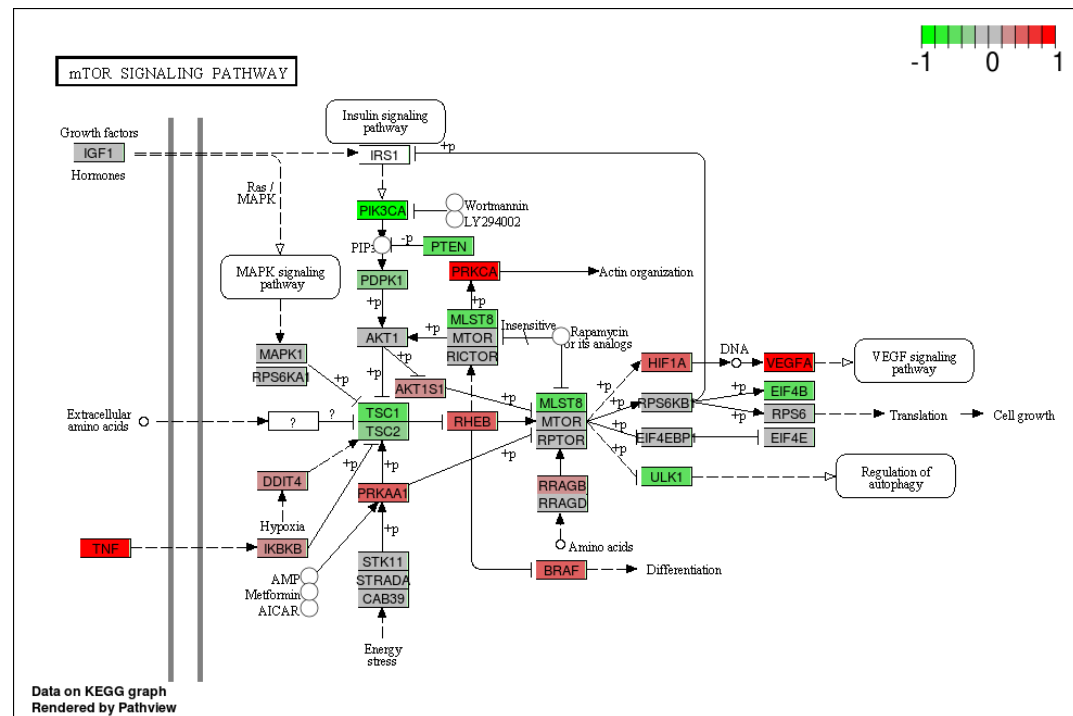 -1 0 1
mTOR SIGNALING PATHWAY
Insulin signaling
pathway
Growth factors
IGF1
Hormones
IRS1
+p
Ras /
MAPK
PIK3CA
Wortmannin
LY294002
-p
PTEN
PIP3
MAPK signaling
pathway
PDPK1
PRKCA
Actin organization
+p
+p
MLST8
MTOR
RICTOR
Insensitive
Rapamycin
or its analogs
AKT1
+p
MAPK1
RPS6KA1
+p
+p
+p
AKT1S1
HIF1A
DNA
VEGFA
VEGF signaling
pathway
Extracellular
amino acids
?
?
TSC1
TSC2
RHEB
+p
MLST8
MTOR
RPTOR
+p
RPS6KB1
+p
EIF4B
+p
RPS6
Translation
Cell growth
+p
EIF4EBP1
EIF4E
+p
+p
+p
+p
ULK1
Regulation of
autophagy
DDIT4
PRKAA1
RRAGB
RRAGD
Hypoxia
TNF
IKBKB
+p
Amino acids
AMP
Metformin
AICAR
STK11
STRADA
CAB39
BRAF
Differentiation
Energy
stress
Data on KEGG graph
Rendered by Pathview